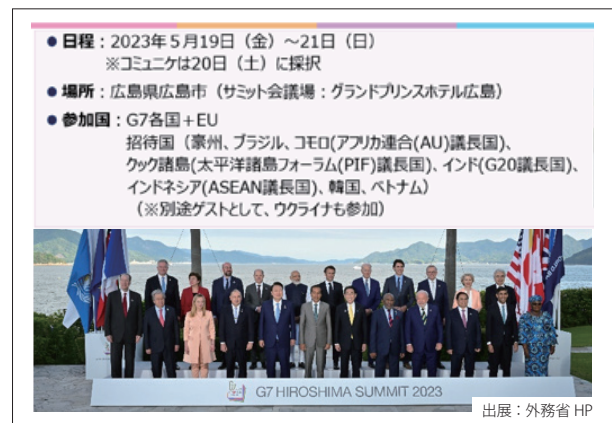 ● 日程：2023年５月19日（金）～21日（日）
※コミュニケは20日（土）に採択
● 場所：広島県広島市（サミット会議場：グランドプリンスホテル広島）
● 参加国：G7各国＋EU
招待国（豪州、ブラジル、コモロ(アフリカ連合(AU)議長国)、
クック諸島(太平洋諸島フォーラム(PIF)議長国)、インド(G20議長国)、
インドネシア(ASEAN議長国)、韓国、ベトナム）
（※別途ゲストとして、ウクライナも参加）
G7 HIROSHIMA SUMMIT 2023
出展：外務省 HP